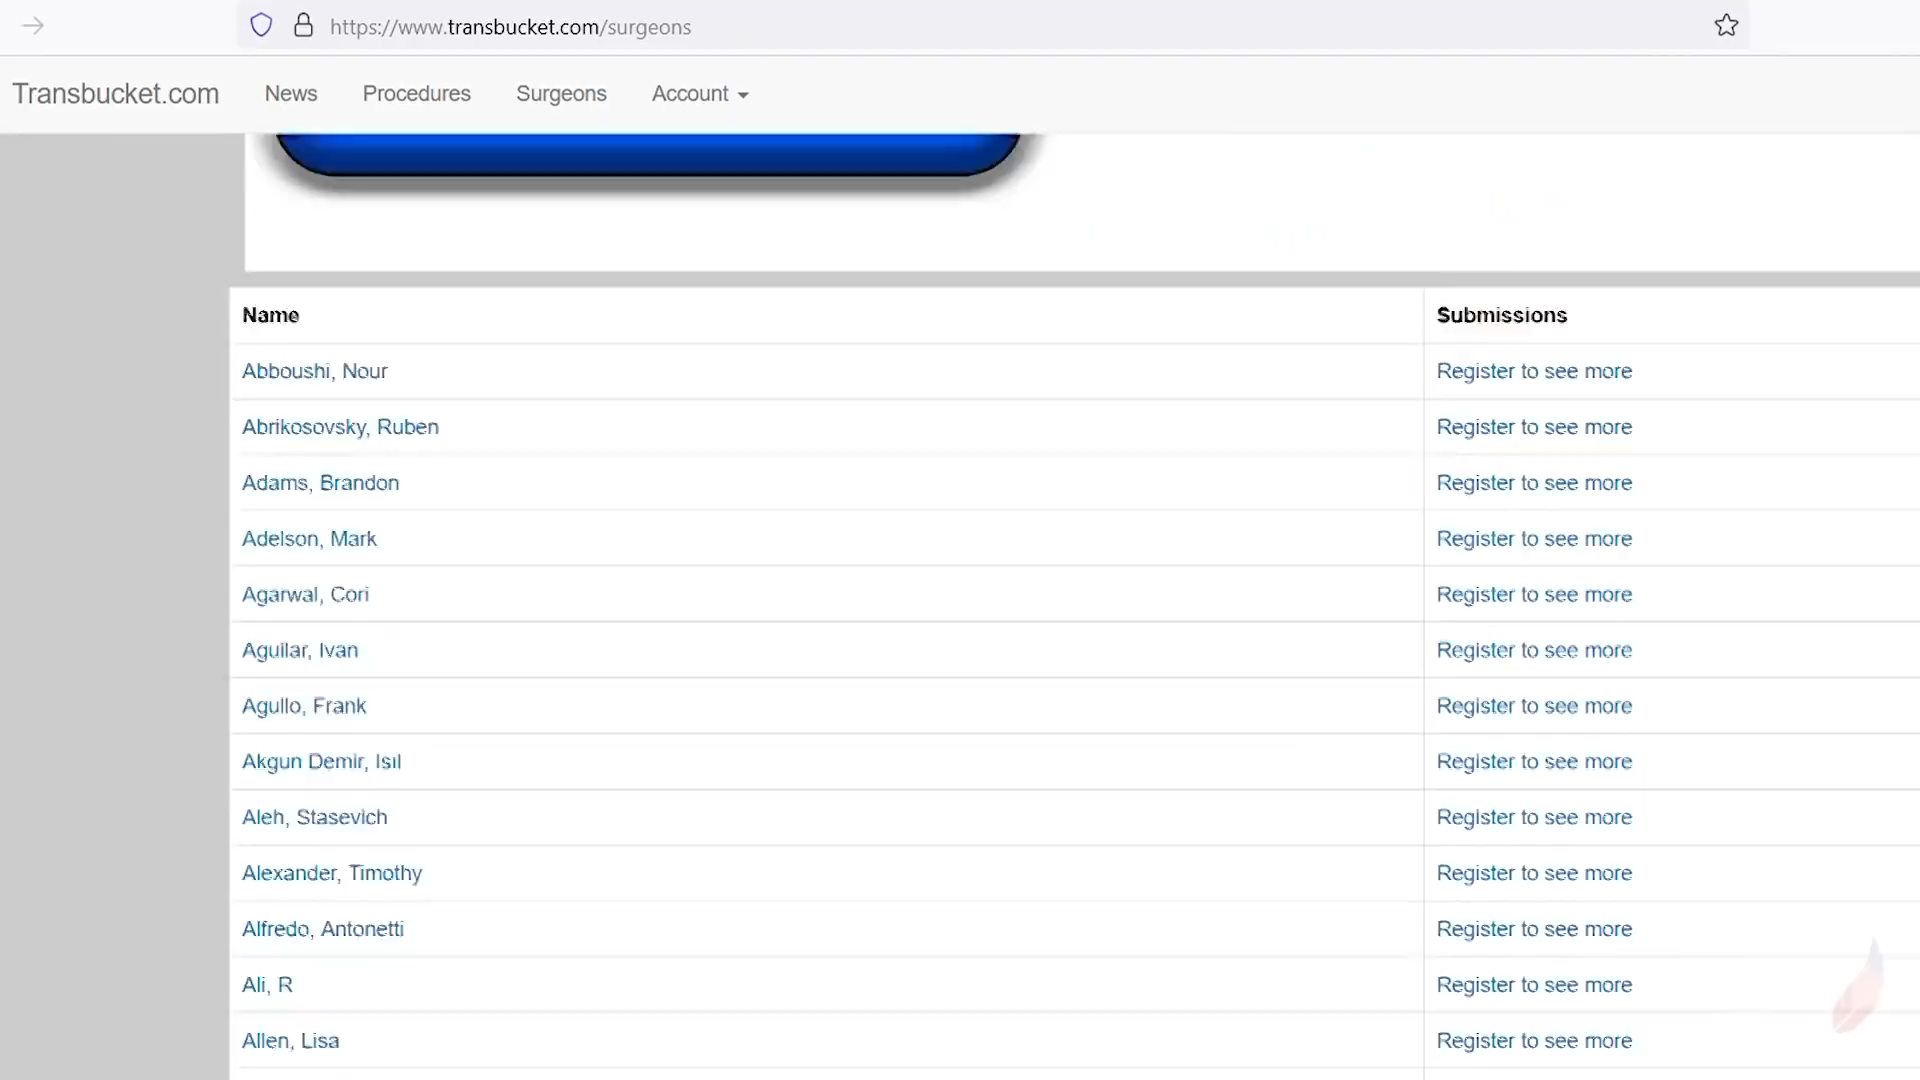 https://www.transbucket.com/surgeons
Transbucket.com News Procedures Surgeons Account
Name Submissions
Abboushi, Nour Register to see more
Abrikosovsky, Ruben Register to see more
Adams, Brandon Register to see more
Adelson, Mark Register to see more
Agarwal, Cori Register to see more
Aguilar, Ivan Register to see more
Agullo, Frank Register to see more
Akgun Demir, Isil Register to see more
Aleh, Stasevich Register to see more
Alexander, Timothy Register to see more
Alfredo, Antonetti Register to see more
Ali, R Register to see more
Allen, Lisa Register to see more